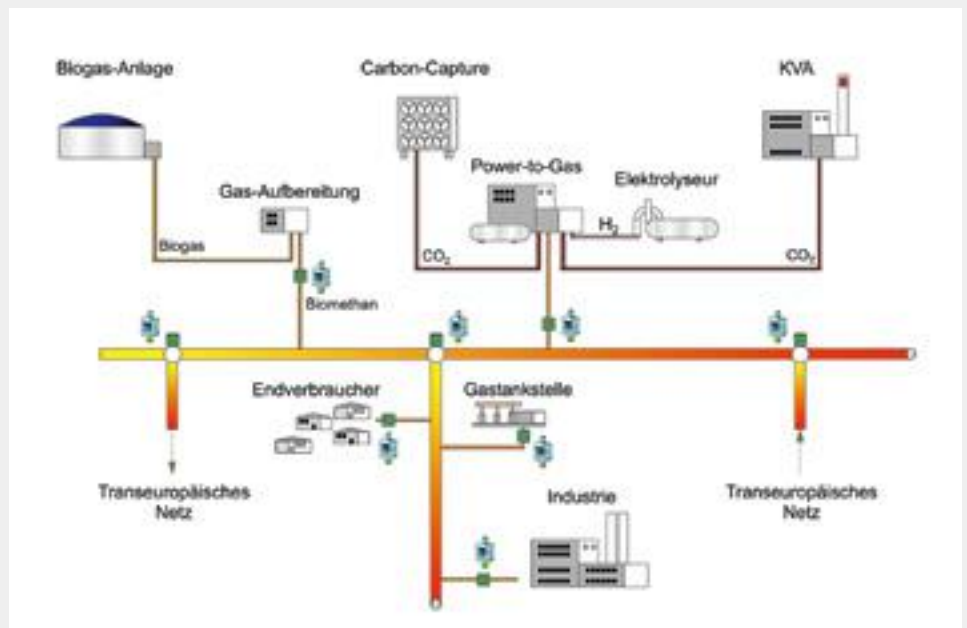 Biogas-Anlage
Carbon-Capture
KVA
Power-to-Gas
Elektrolyseur
Gas-Aufbereitung
H₂
Biogas
CO₂
CO₂
Biomethan
Endverbraucher
Gastankstelle
Transeuropäisches
Netz
Industrie
Transeuropäisches
Netz